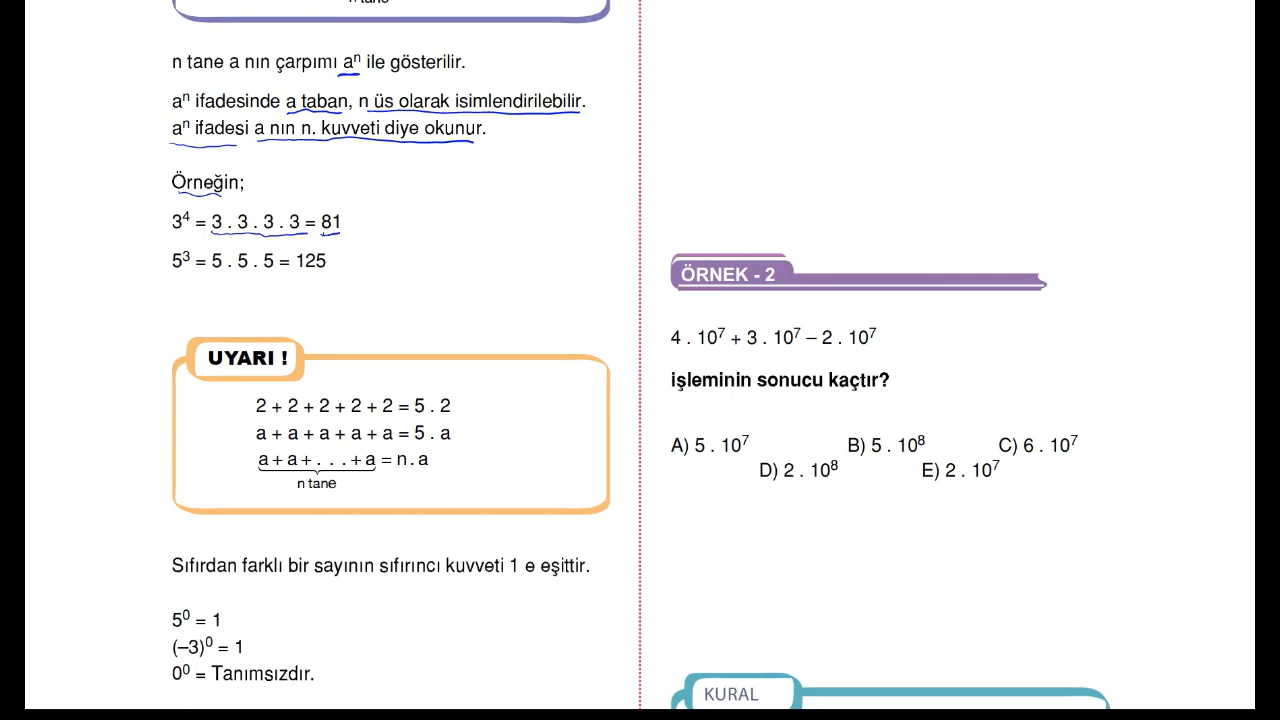 n tane
n tane a nın çarpımı aⁿ ile gösterilir.
aⁿ ifadesinde a taban, n üs olarak isimlendirilebilir.
aⁿ ifadesi a nın n. kuvveti diye okunur.
Örneğin;
3⁴ = 3 . 3 . 3 . 3 = 81
5³ = 5 . 5 . 5 = 125
UYARI !
2 + 2 + 2 + 2 + 2 = 5 . 2
a + a + a + a + a = 5 . a
a + a + . . . + a = n . a
n tane
Sıfırdan farklı bir sayının sıfırıncı kuvveti 1 e eşittir.
5⁰ = 1
(–3)⁰ = 1
0⁰ = Tanımsızdır.
ÖRNEK - 2
4 . 10⁷ + 3 . 10⁷ – 2 . 10⁷
işleminin sonucu kaçtır?
A) 5 . 10⁷ B) 5 . 10⁸ C) 6 . 10⁷
D) 2 . 10⁸ E) 2 . 10⁷
KURAL